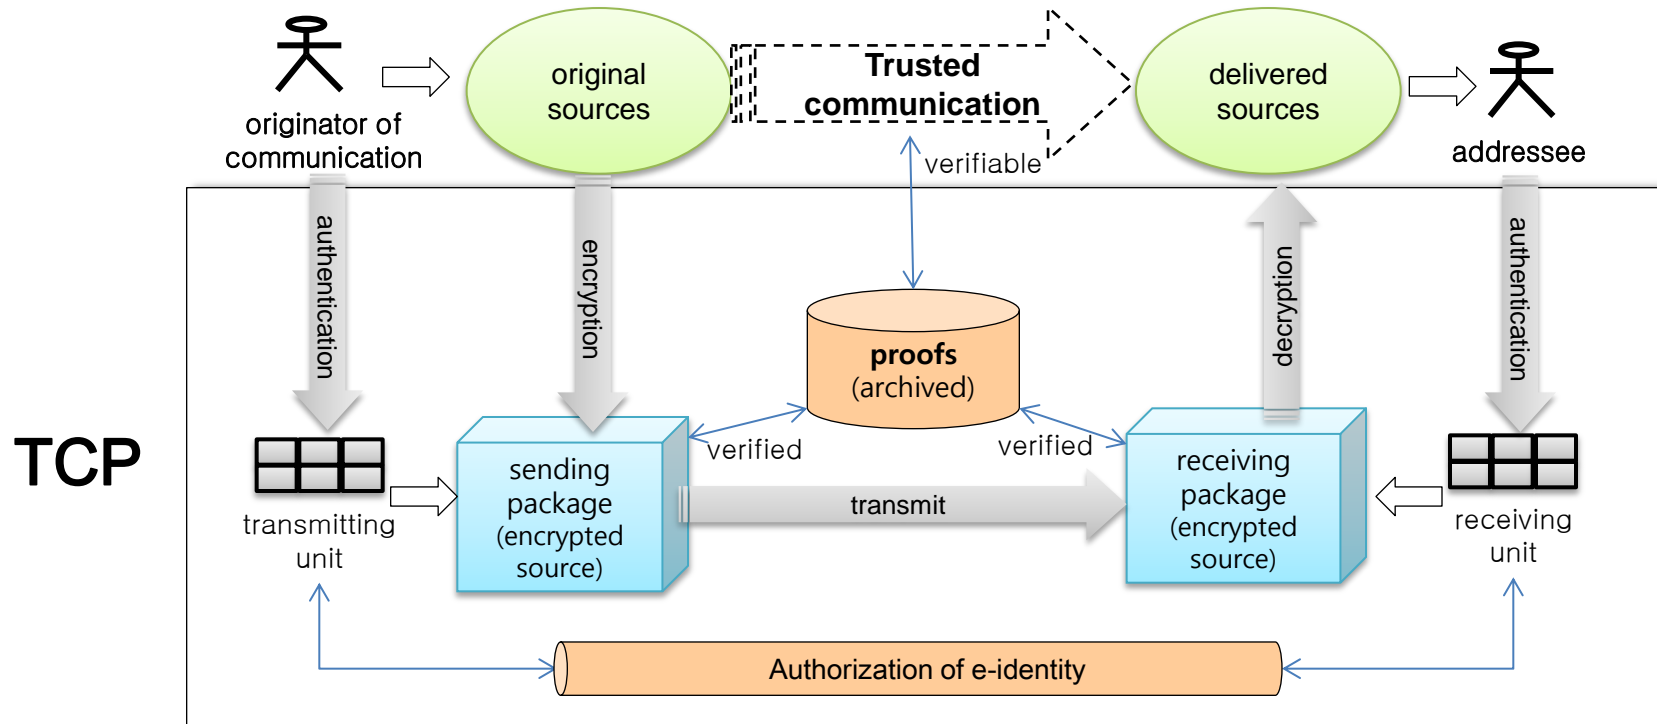 original
sources
Trusted
communication
delivered
sources
originator of
communication
verifiable
addressee
authentication
encryption
decryption
authentication
proofs
(archived)
TCP
verified
verified
sending
package
(encrypted
source)
transmit
receiving
package
(encrypted
source)
transmitting
unit
receiving
unit
Authorization of e-identity